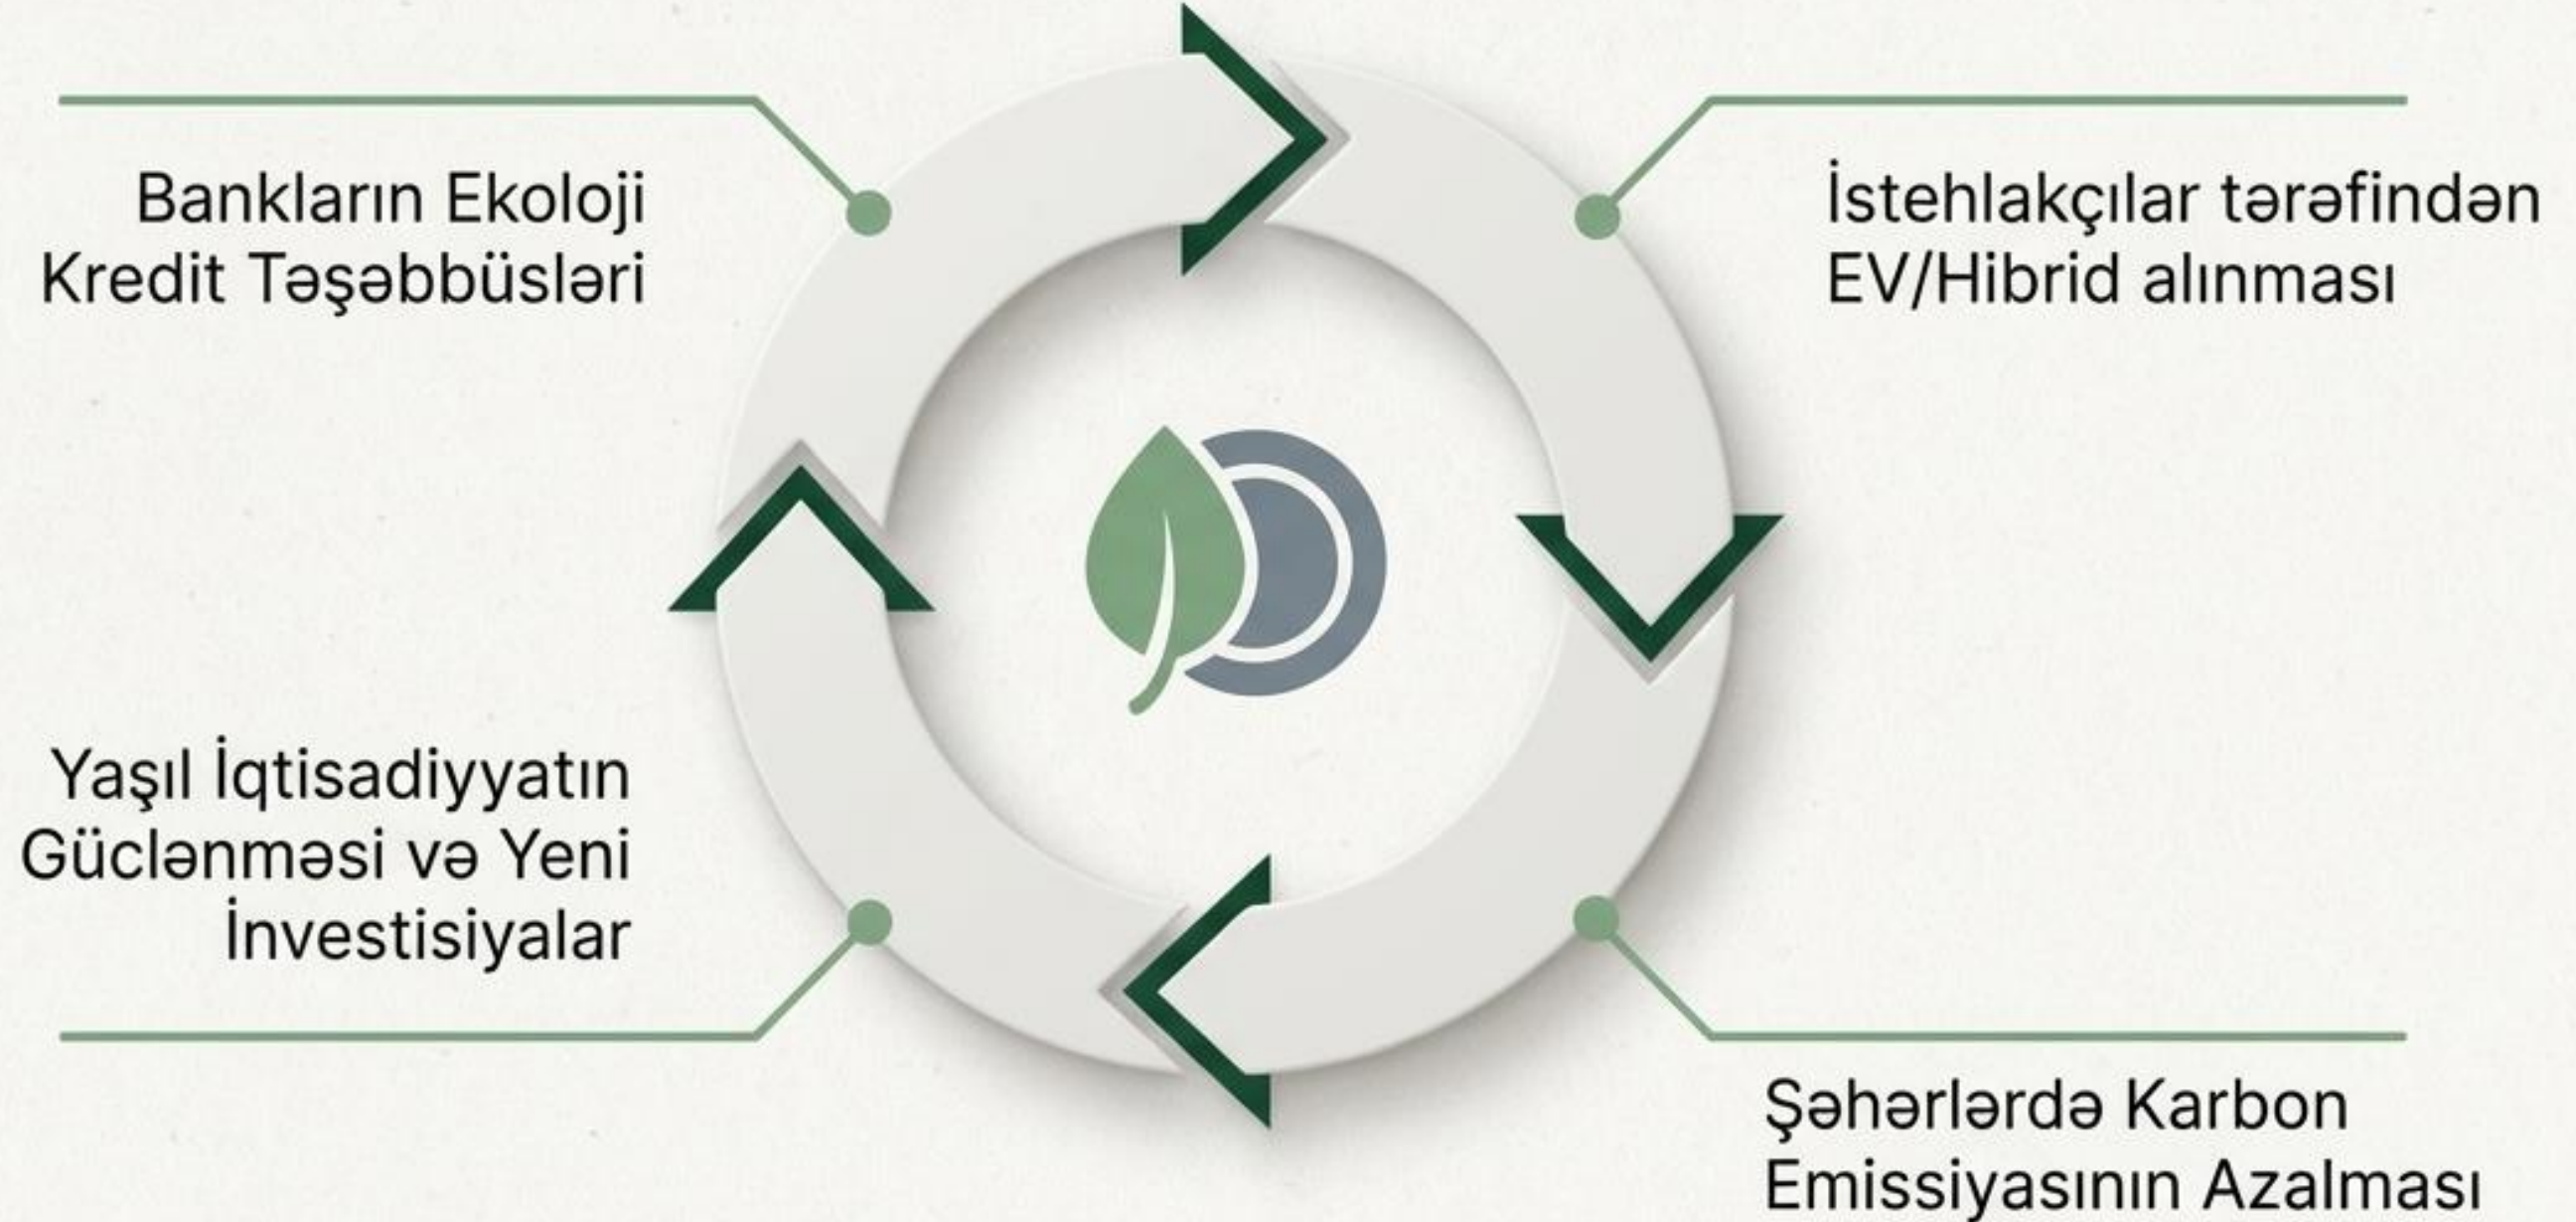 Bankların Ekoloji
Kredit Təşəbbüsləri
İstehlakçılar tərəfindən
EV/Hibrid alınması
Yaşıl İqtisadiyyatın
Güclənməsi və Yeni
İnvestisiyalar
Şəhərlərdə Karbon
Emissiyasının Azalması